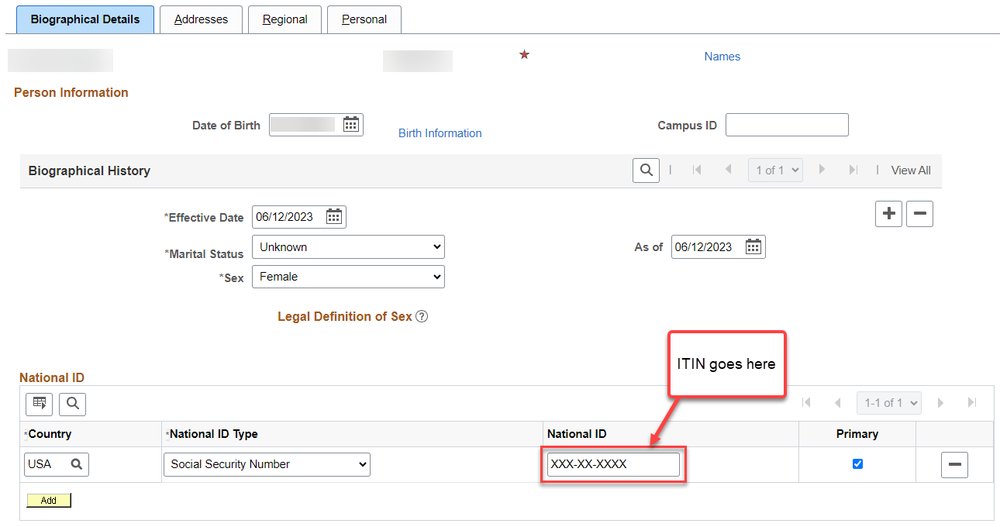 Biographical Details Addresses Regional Personal
Names
Person Information
Date of Birth Birth Information Campus ID
Biographical History 1 of 1 View All
*Effective Date 06/12/2023
*Marital Status Unknown As of 06/12/2023
*Sex Female
Legal Definition of Sex ?
ITIN goes here
National ID
1-1 of 1
*Country *National ID Type National ID Primary
USA Social Security Number XXX-XX-XXXX
Add